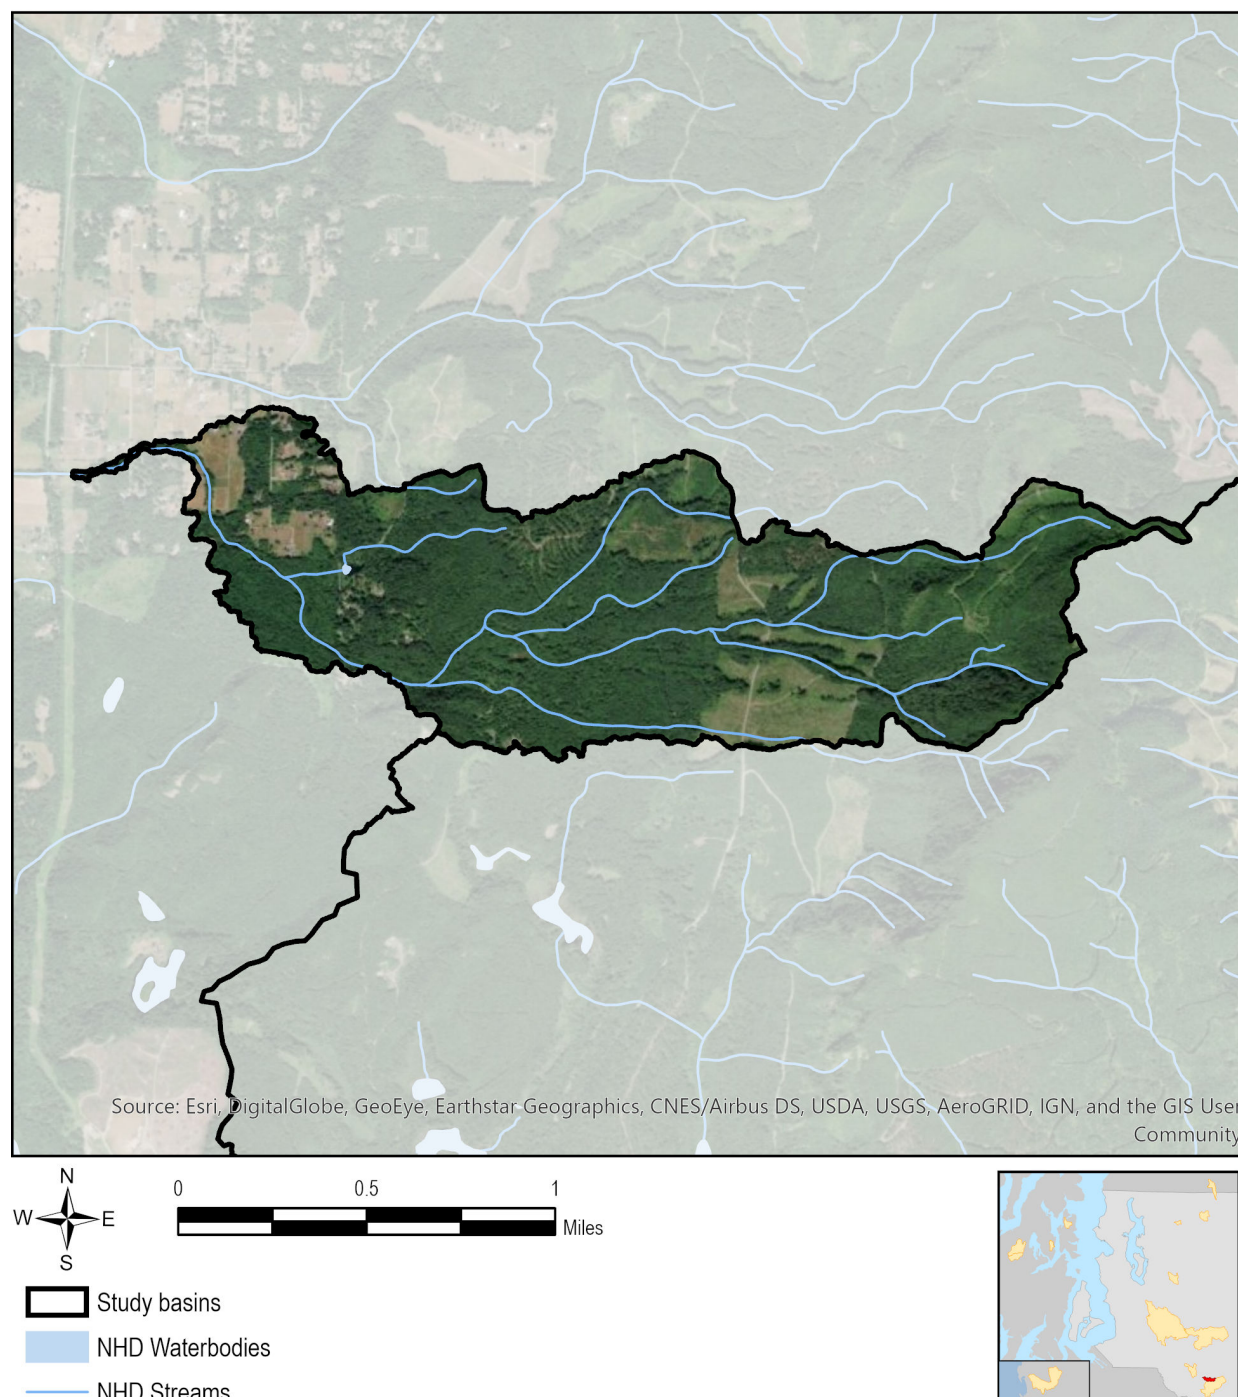 Source: Esri, DigitalGlobe, GeoEye, Earthstar Geographics, CNES/Airbus DS, USDA, USGS, AeroGRID, IGN, and the GIS User
Community
N
W E
S
0 0.5 1
Miles
Study basins
NHD Waterbodies
NHD Streams